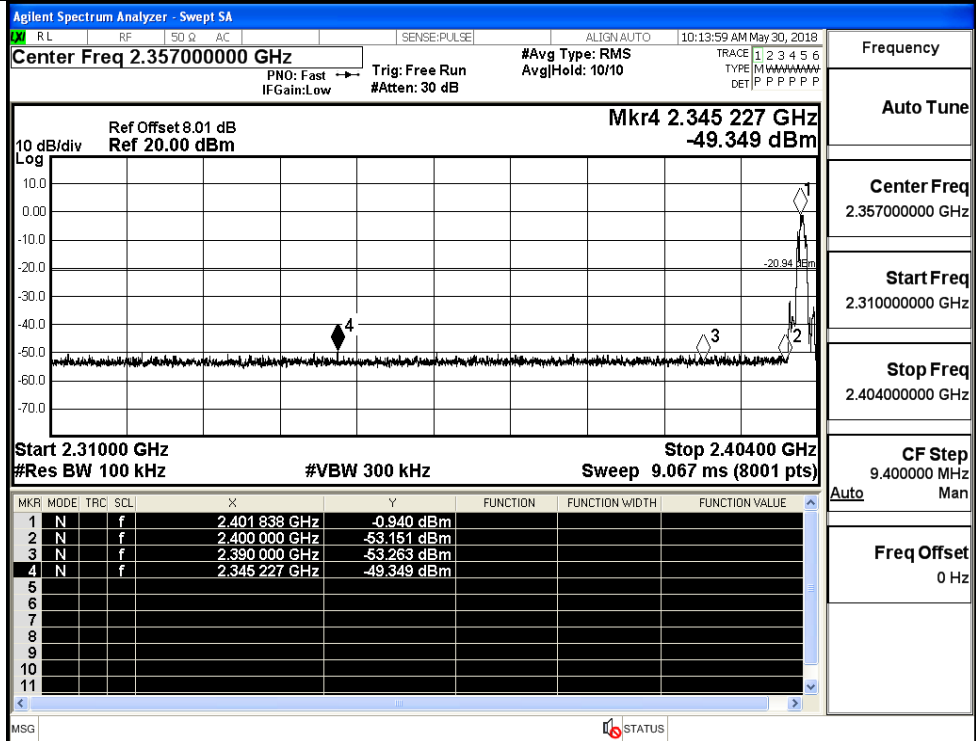 Agilent Spectrum Analyzer - Swept SA
LXI RL RF 50 Ω AC SENSE:PULSE ALIGN AUTO 10:13:59 AM May 30, 2018
Center Freq 2.357000000 GHz
PNO: Fast
IFGain:Low
Trig: Free Run
#Atten: 30 dB
#Avg Type: RMS
Avg|Hold: 10/10
TRACE 1 2 3 4 5 6
TYPE M WWWWW
DET P P P P P P
Frequency
Auto Tune
Center Freq
2.357000000 GHz
Start Freq
2.310000000 GHz
Stop Freq
2.404000000 GHz
CF Step
9.400000 MHz
Auto Man
Freq Offset
0 Hz
Mkr4 2.345 227 GHz
-49.349 dBm
Ref Offset 8.01 dB
10 dB/div Ref 20.00 dBm
Log
10.0
0.00
-10.0
-20.0
-30.0
-40.0
-50.0
-60.0
-70.0
1
-20.94 dBm
4
3
2
Start 2.31000 GHz Stop 2.40400 GHz
#Res BW 100 kHz #VBW 300 kHz Sweep 9.067 ms (8001 pts)
MKR MODE TRC SCL X Y FUNCTION FUNCTION WIDTH FUNCTION VALUE
1 N f 2.401 838 GHz -0.940 dBm
2 N f 2.400 000 GHz -53.151 dBm
3 N f 2.390 000 GHz -53.263 dBm
4 N f 2.345 227 GHz -49.349 dBm
5
6
7
8
9
10
11
MSG STATUS